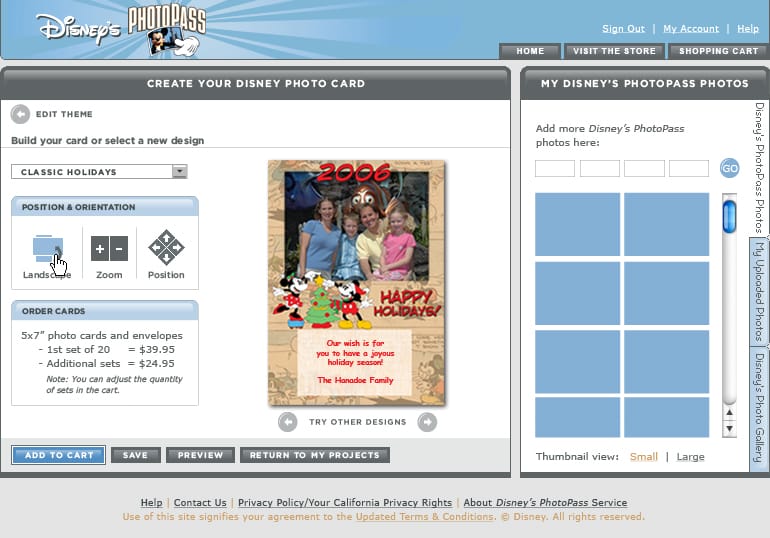 Disney's PHOTOPASS
Sign Out | My Account | Help
HOME
VISIT THE STORE
SHOPPING CART
CREATE YOUR DISNEY PHOTO CARD
EDIT THEME
Build your card or select a new design
CLASSIC HOLIDAYS
POSITION & ORIENTATION
Landscape
Zoom
Position
ORDER CARDS
5x7" photo cards and envelopes
- 1st set of 20 = $39.95
- Additional sets = $24.95
Note: You can adjust the quantity
of sets in the cart.
2006
HAPPY
HOLIDAYS!
Our wish is for
you to have a joyous
holiday season!
The Hanadoe Family
TRY OTHER DESIGNS
ADD TO CART
SAVE
PREVIEW
RETURN TO MY PROJECTS
MY DISNEY'S PHOTOPASS PHOTOS
Add more Disney's PhotoPass
photos here:
GO
Disney's PhotoPass Photos
My Uploaded Photos
Disney's Photo Gallery
Thumbnail view: Small | Large
Help | Contact Us | Privacy Policy/Your California Privacy Rights | About Disney's PhotoPass Service
Use of this site signifies your agreement to the Updated Terms & Conditions. © Disney. All rights reserved.